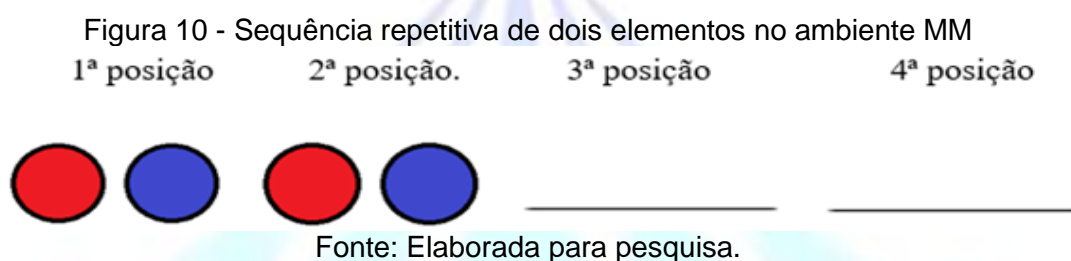 Figura 10 - Sequência repetitiva de dois elementos no ambiente MM
1ª posição 2ª posição. 3ª posição 4ª posição
Fonte: Elaborada para pesquisa.